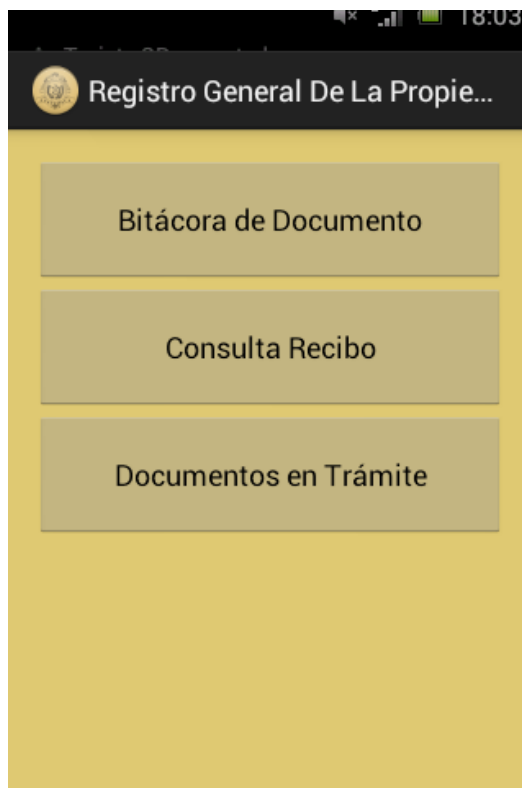 18:03
Registro General De La Propie...
Bitácora de Documento
Consulta Recibo
Documentos en Trámite